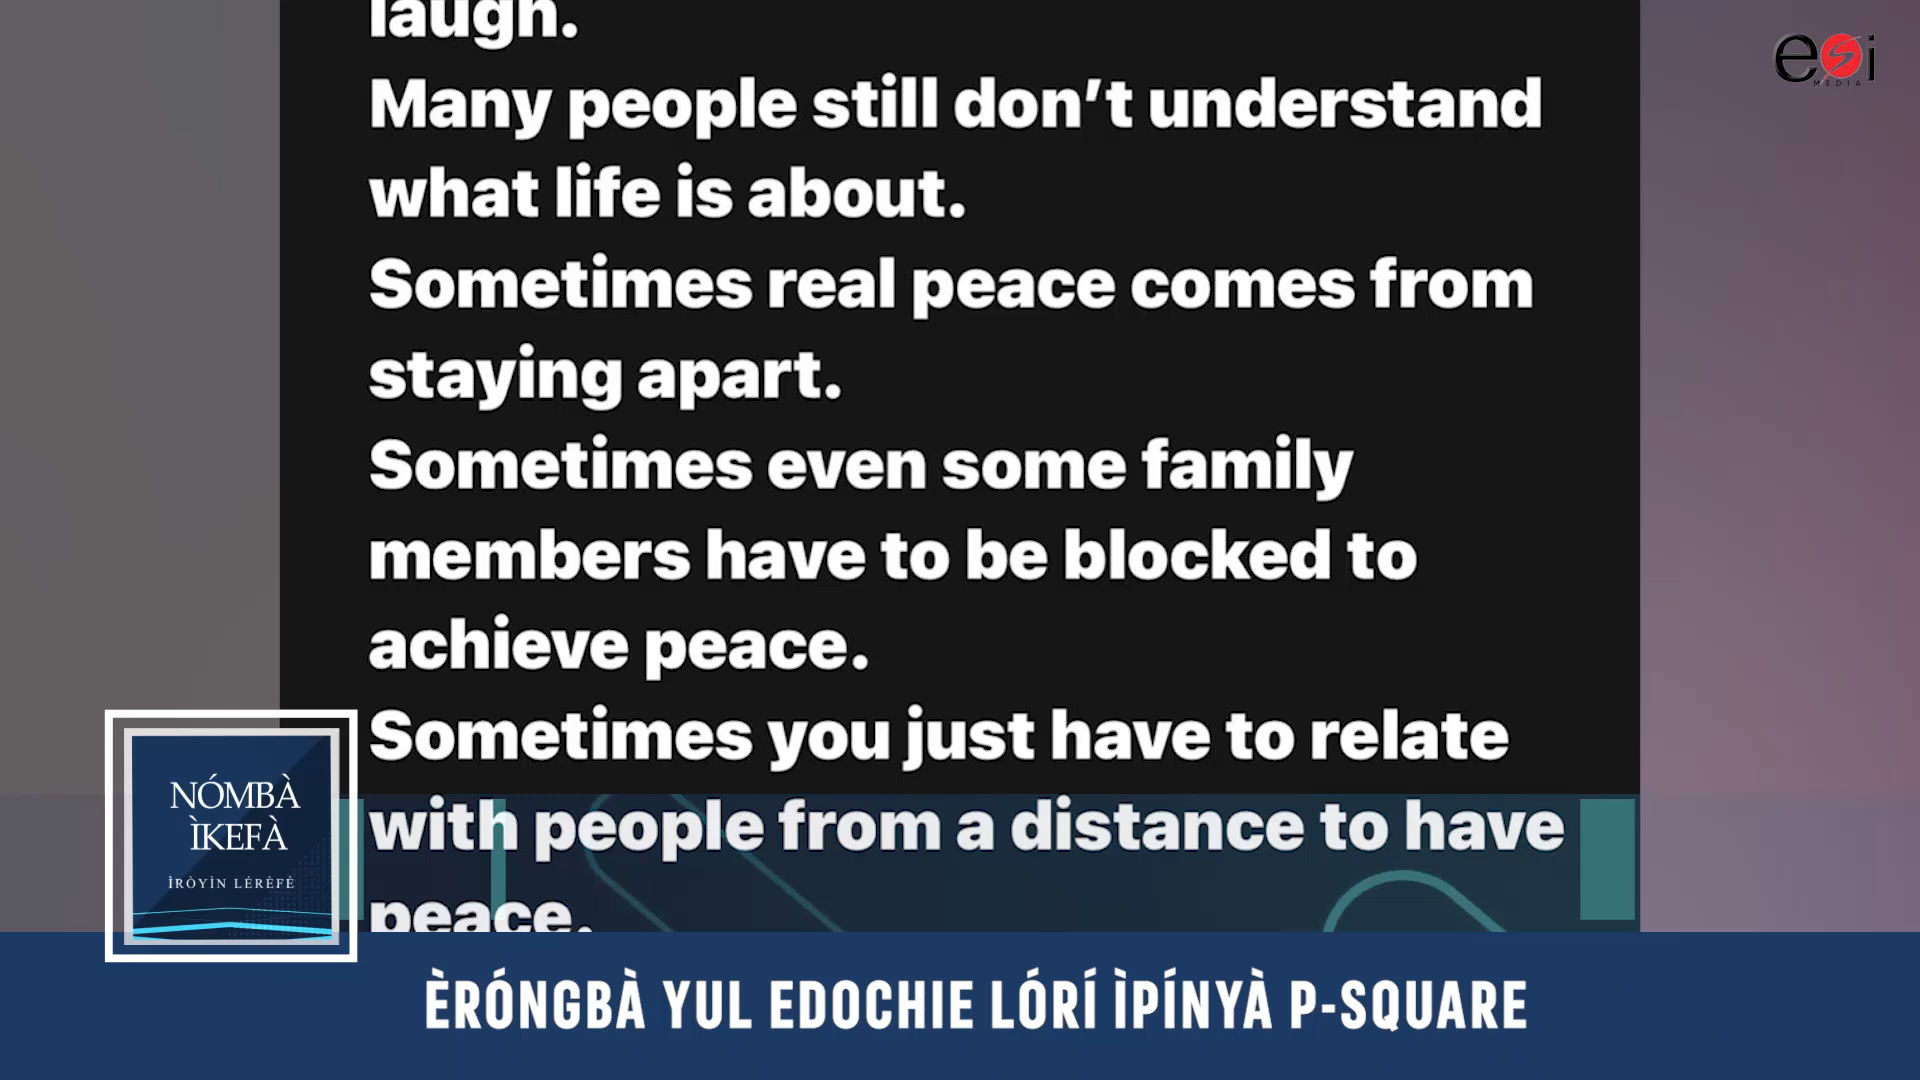 laugh.
Many people still don’t understand
what life is about.
Sometimes real peace comes from
staying apart.
Sometimes even some family
members have to be blocked to
achieve peace.
Sometimes you just have to relate
with people from a distance to have
peace.
NÓMBÀ
ÌKEFÀ
ÌRÒYÌN LÉRÈFÉ
ÈRÓNGBÀ YUL EDOCHIE LÓRÍ ÌPÍNYÀ P-SQUARE
esi
MEDIA